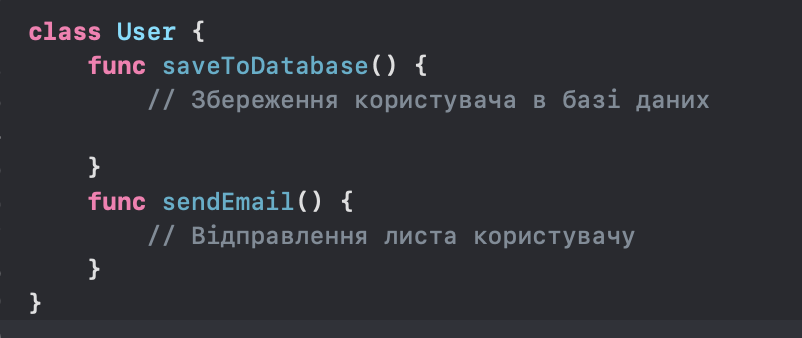 class User {
func saveToDatabase() {
// Збереження користувача в базі даних
}
func sendEmail() {
// Відправлення листа користувачу
}
}